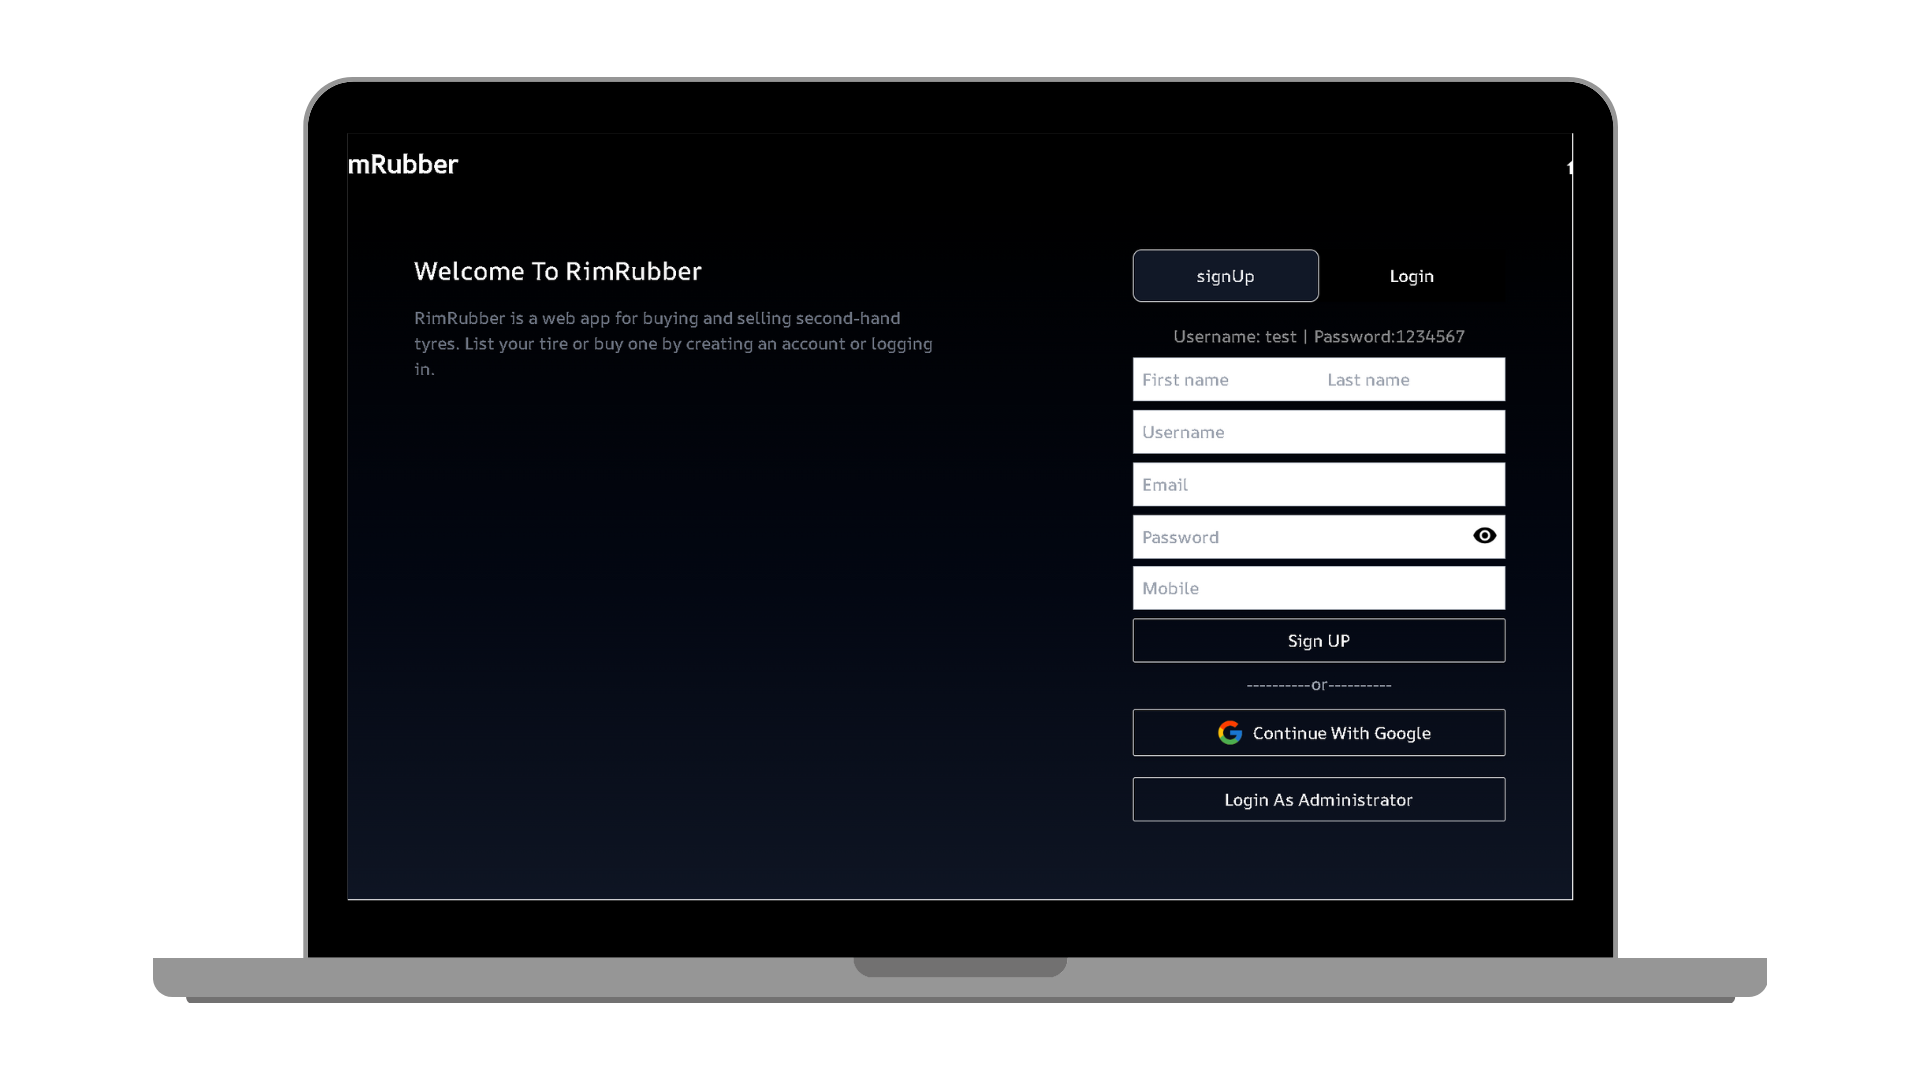 mRubber
Welcome To RimRubber
RimRubber is a web app for buying and selling second-hand
tyres. List your tire or buy one by creating an account or logging
in.
signUp Login
Username: test | Password:1234567
First name Last name
Username
Email
Password
Mobile
Sign UP
----------or----------
Continue With Google
Login As Administrator